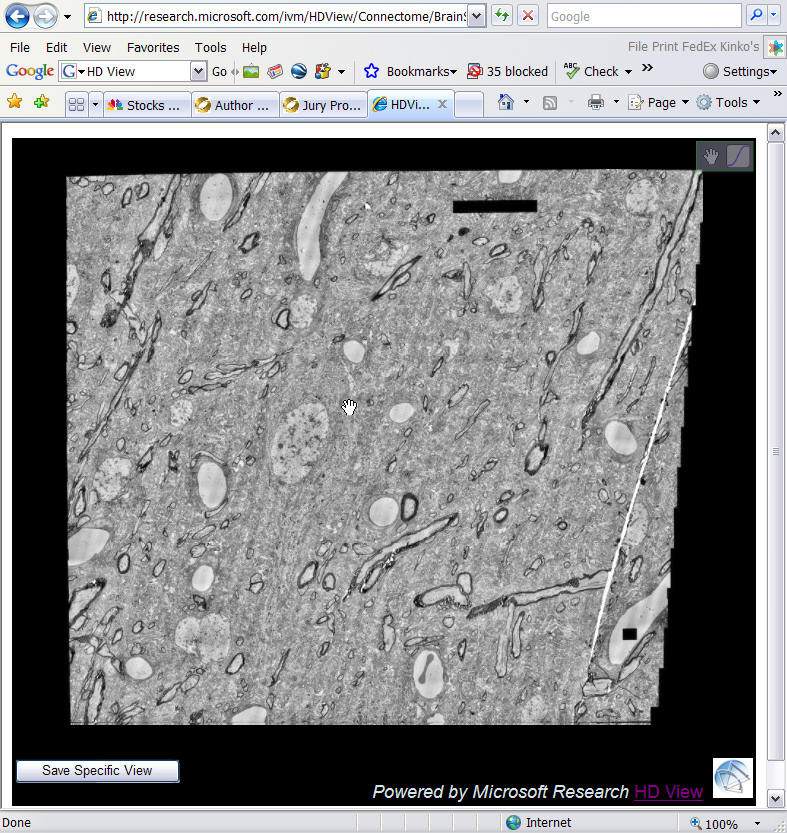 http://research.microsoft.com/ivm/HDView/Connectome/Brain
Google
File Edit View Favorites Tools Help
File Print FedEx Kinko's
Google G HD View Go Bookmarks 35 blocked ABC Check » Settings
Stocks ... Author ... Jury Pro... HDVi... Page Tools »
Save Specific View
Powered by Microsoft Research HD View
Done Internet 100%